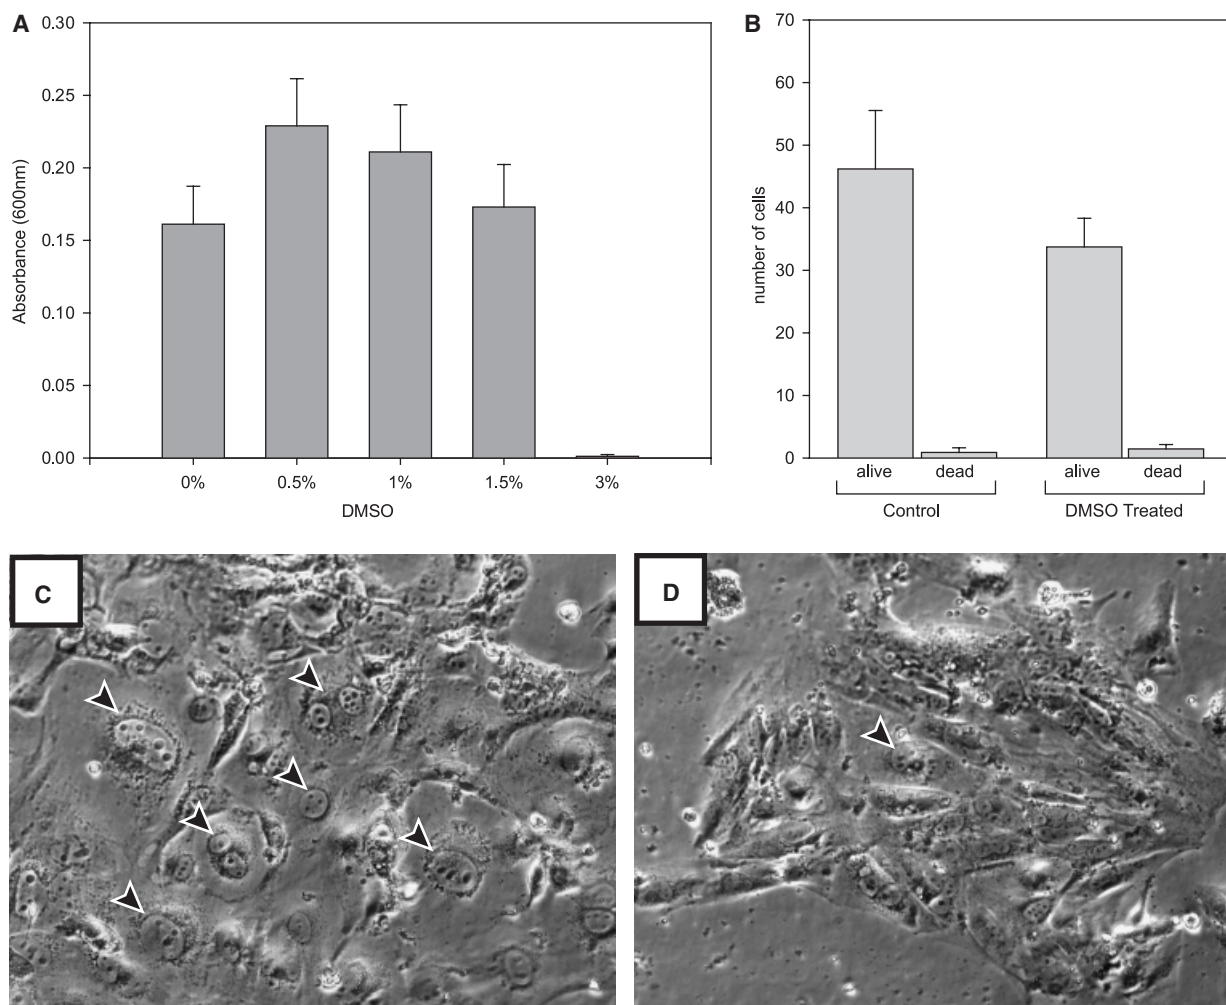 A
0.30
0.25
0.20
0.15
0.10
0.05
0.00
Absorbance (600nm)
0% 0.5% 1% 1.5% 3%
DMSO
B
70
60
50
40
30
20
10
0
number of cells
alive dead alive dead
Control DMSO Treated
C
D